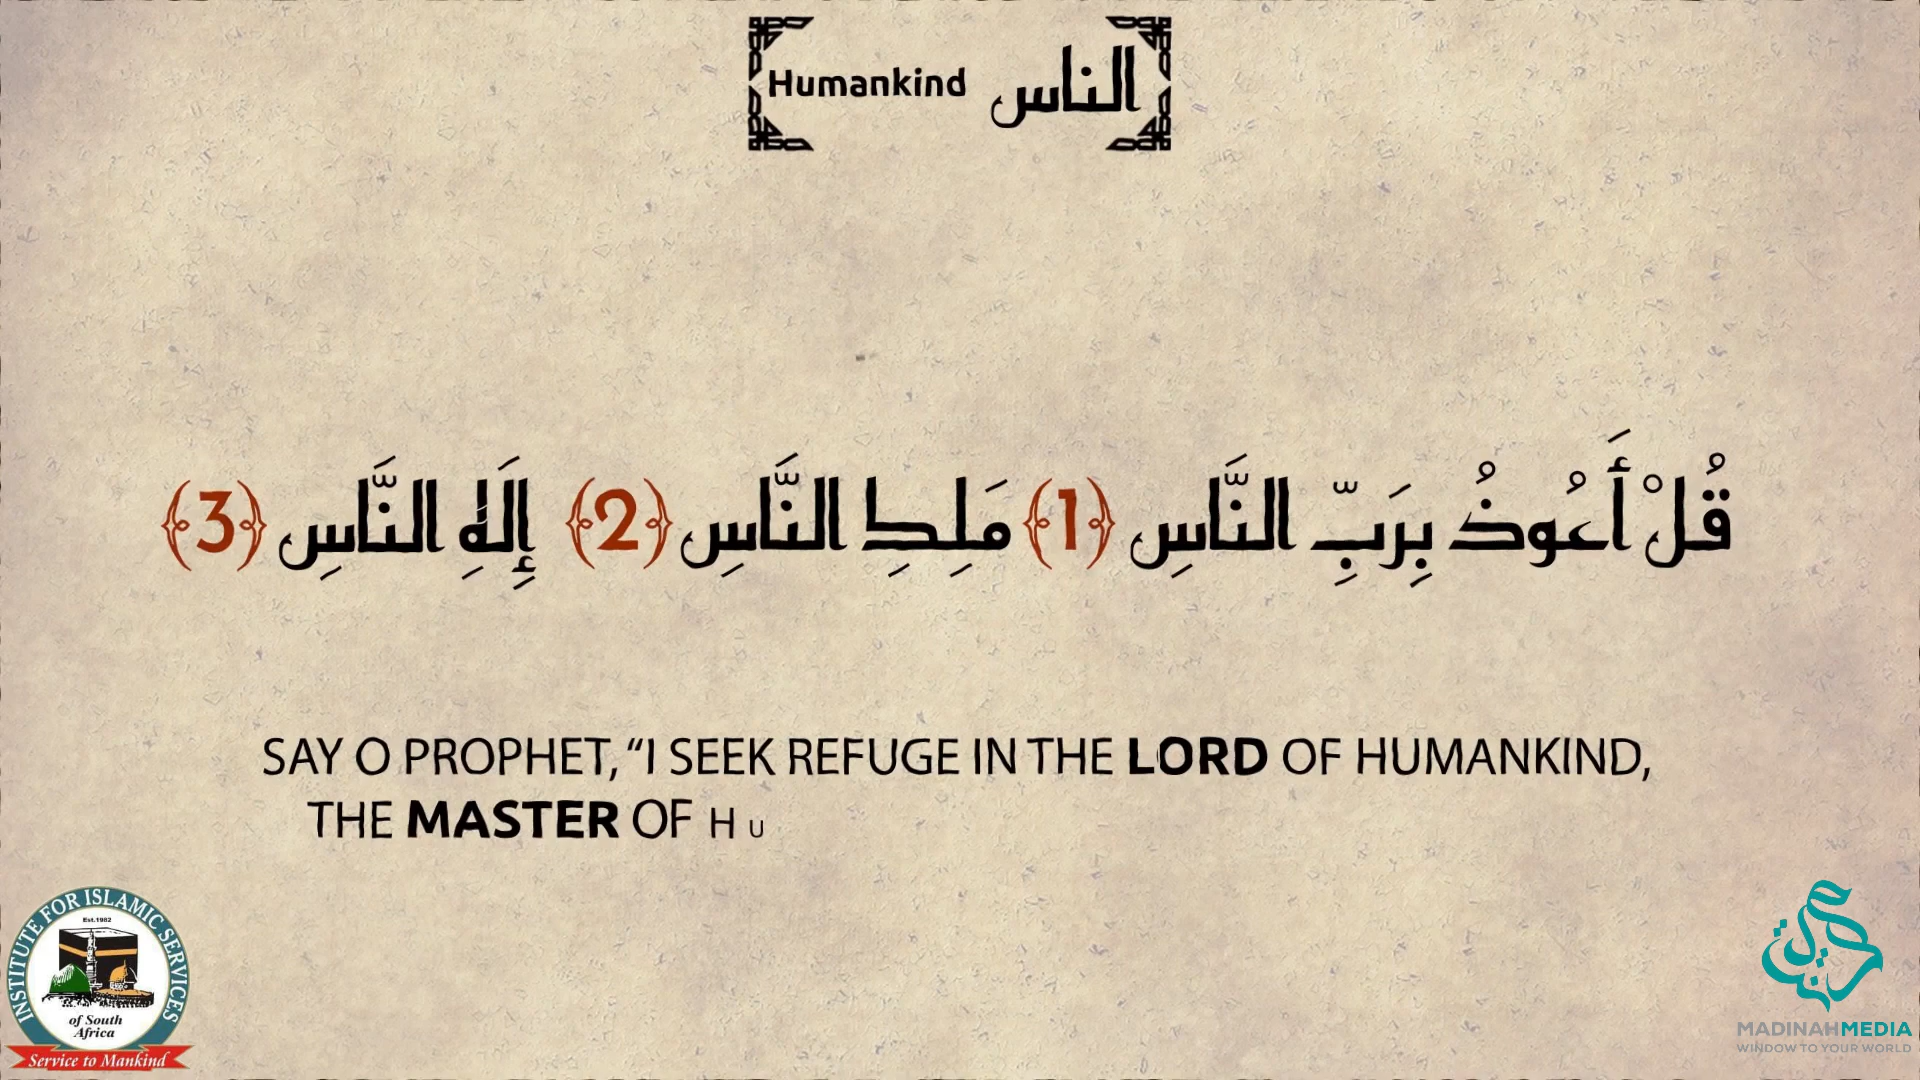 Humankind الناس
قُلْ أَعُوذُ بِرَبِّ النَّاسِ ﴿1﴾ مَلِكِ النَّاسِ ﴿2﴾ إِلَٰهِ النَّاسِ ﴿3﴾
SAY O PROPHET, “I SEEK REFUGE IN THE LORD OF HUMANKIND,
THE MASTER OF H U
INSTITUTE FOR ISLAMIC SERVICES
Est.1982
of South
Africa
Service to Mankind
MADINAHMEDIA
WINDOW TO YOUR WORLD